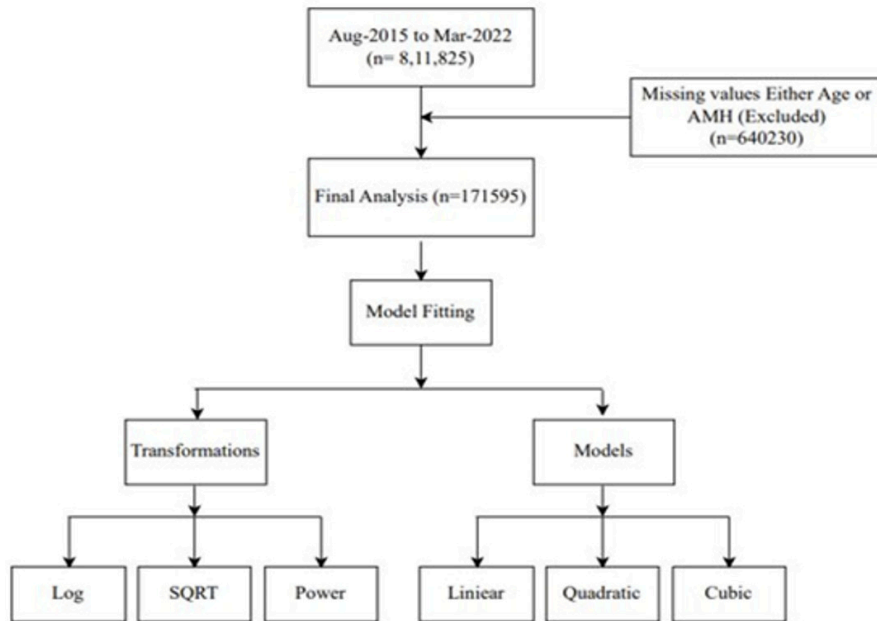 Aug-2015 to Mar-2022
(n= 8,11,825)
Missing values Either Age or
AMH (Excluded)
(n=640230)
Final Analysis (n=171595)
Model Fitting
Transformations
Models
Log
SQRT
Power
Liniear
Quadratic
Cubic